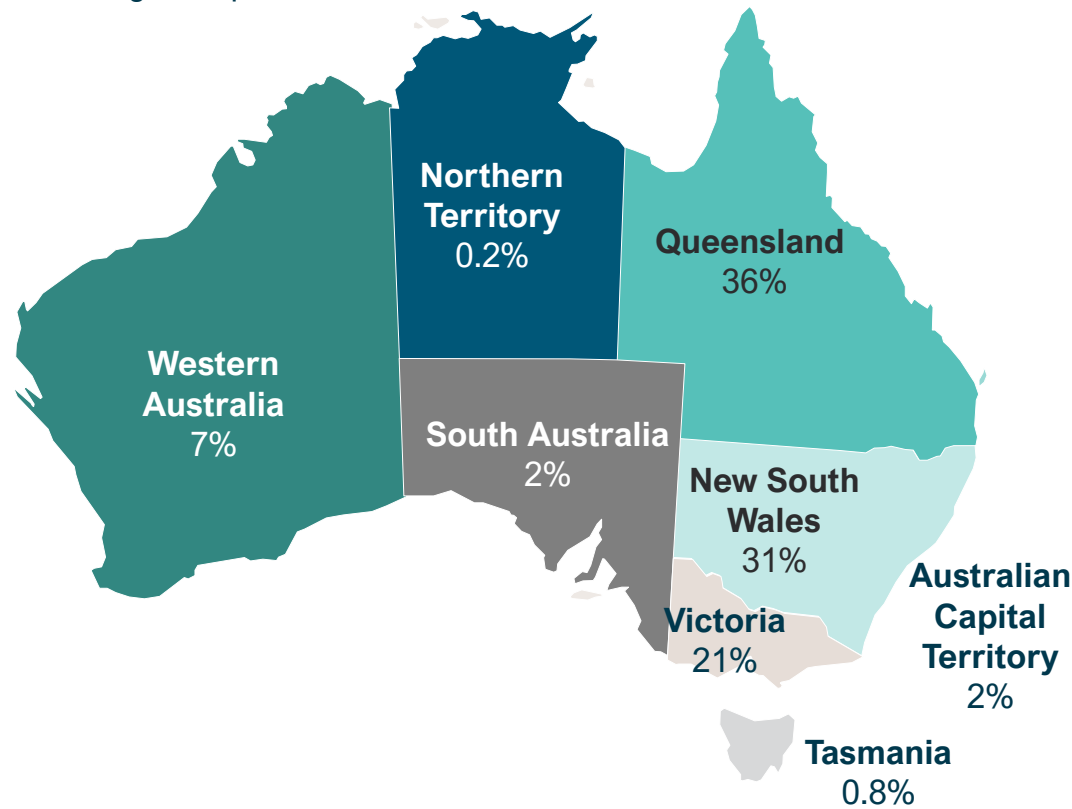 Northern
Territory
0.2%
Queensland
36%
Western
Australia
7%
South Australia
2%
New South
Wales
31%
Australian
Capital
Territory
2%
Victoria
21%
Tasmania
0.8%